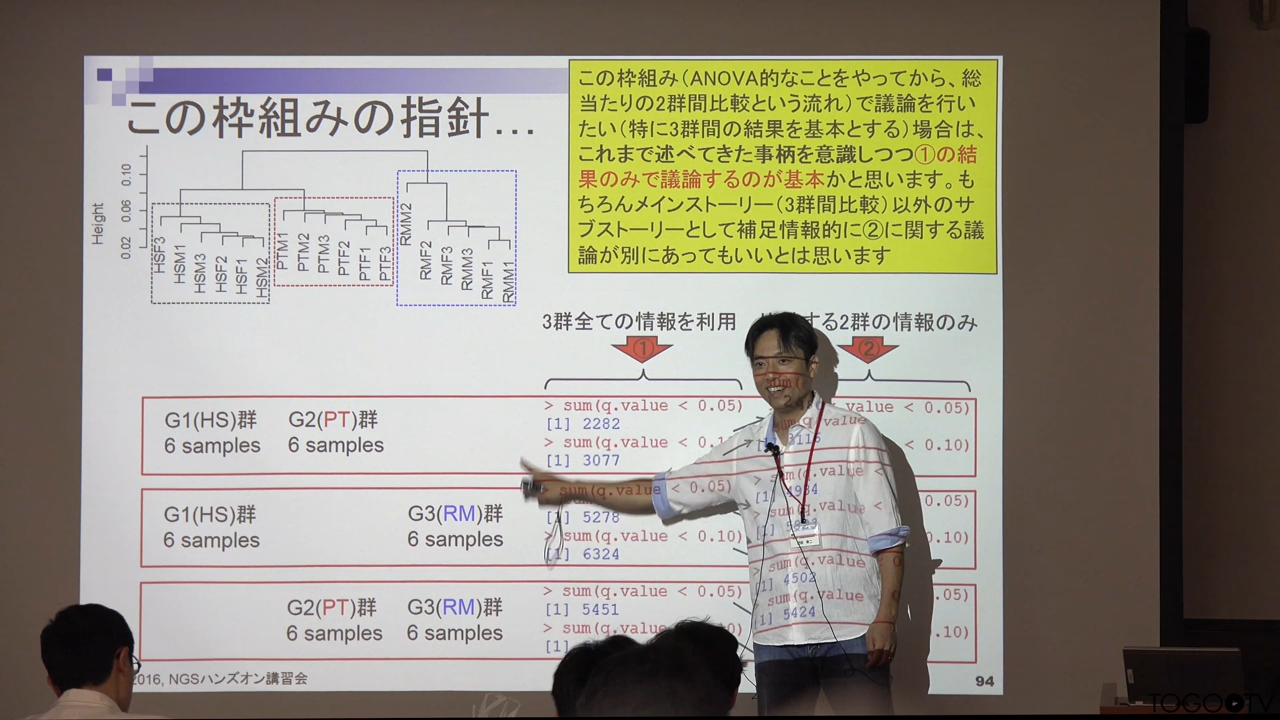 この枠組みの指針…
この枠組み(ANOVA的なことをやってから、総
当たりの2群間比較という流れ)で議論を行い
たい(特に3群間の結果を基本とする)場合は、
これまで述べてきた事柄を意識しつつ①の結
果のみで議論するのが基本かと思います。も
ちろんメインストーリー(3群間比較)以外のサ
ブストーリーとして補足情報的に②に関する議
論が別にあってもいいとは思います
Height
0.02 0.06 0.10
HSF3
HSM1
HSM3
HSF2
HSF1
HSM2
PTM1
PTM2
PTM3
PTF2
PTF1
PTF3
RMM2
RMF2
RMF3
RMM3
RMF1
RMM1
3群全ての情報を利用
する2群の情報のみ
①
②
G1(HS)群 G2(PT)群
6 samples 6 samples
> sum(q.value < 0.05)
[1] 2282
> sum(q.
[1] 3077
q.value < 0.05)
< 0.10)
G1(HS)群 G3(RM)群
6 samples 6 samples
sum(q.value < 0.05)
[1] 5278
> sum(q.value < 0.10)
[1] 6324
> sum(q.value <
0.05)
0.10)
G2(PT)群 G3(RM)群
6 samples 6 samples
> sum(q.value < 0.05)
[1] 5451
> sum(q.
[1]
> sum(q.value <
[1] 4502
> sum(q.value
[1] 5424
.05)
.10)
2016, NGSハンズオン講習会
94
TOGOTV